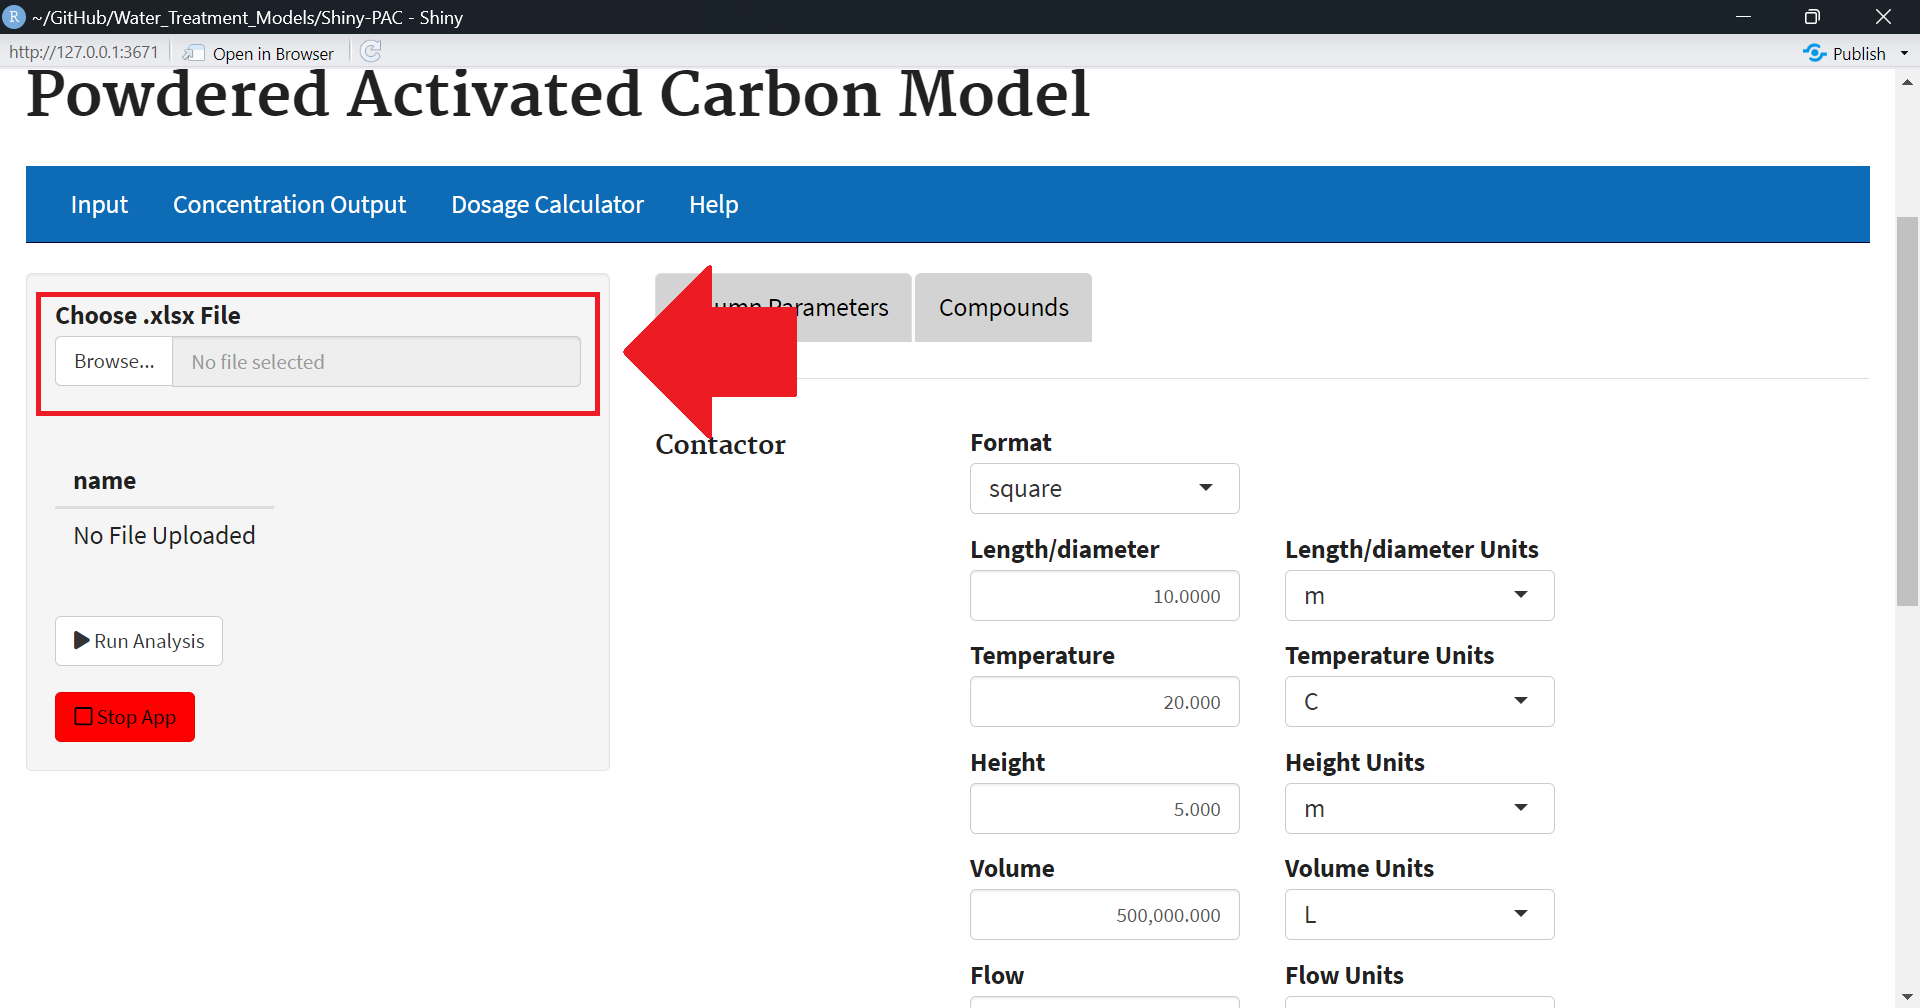 R ~/GitHub/Water_Treatment_Models/Shiny-PAC - Shiny
http://127.0.0.1:3671 Open in Browser Publish
Powdered Activated Carbon Model
Input Concentration Output Dosage Calculator Help
Choose .xlsx File
Browse... No file selected
name
No File Uploaded
Run Analysis
Stop App
Parameters Compounds
Contactor
Format
square
Length/diameter Length/diameter Units
10.0000 m
Temperature Temperature Units
20.000 C
Height Height Units
5.000 m
Volume Volume Units
500,000.000 L
Flow Flow Units